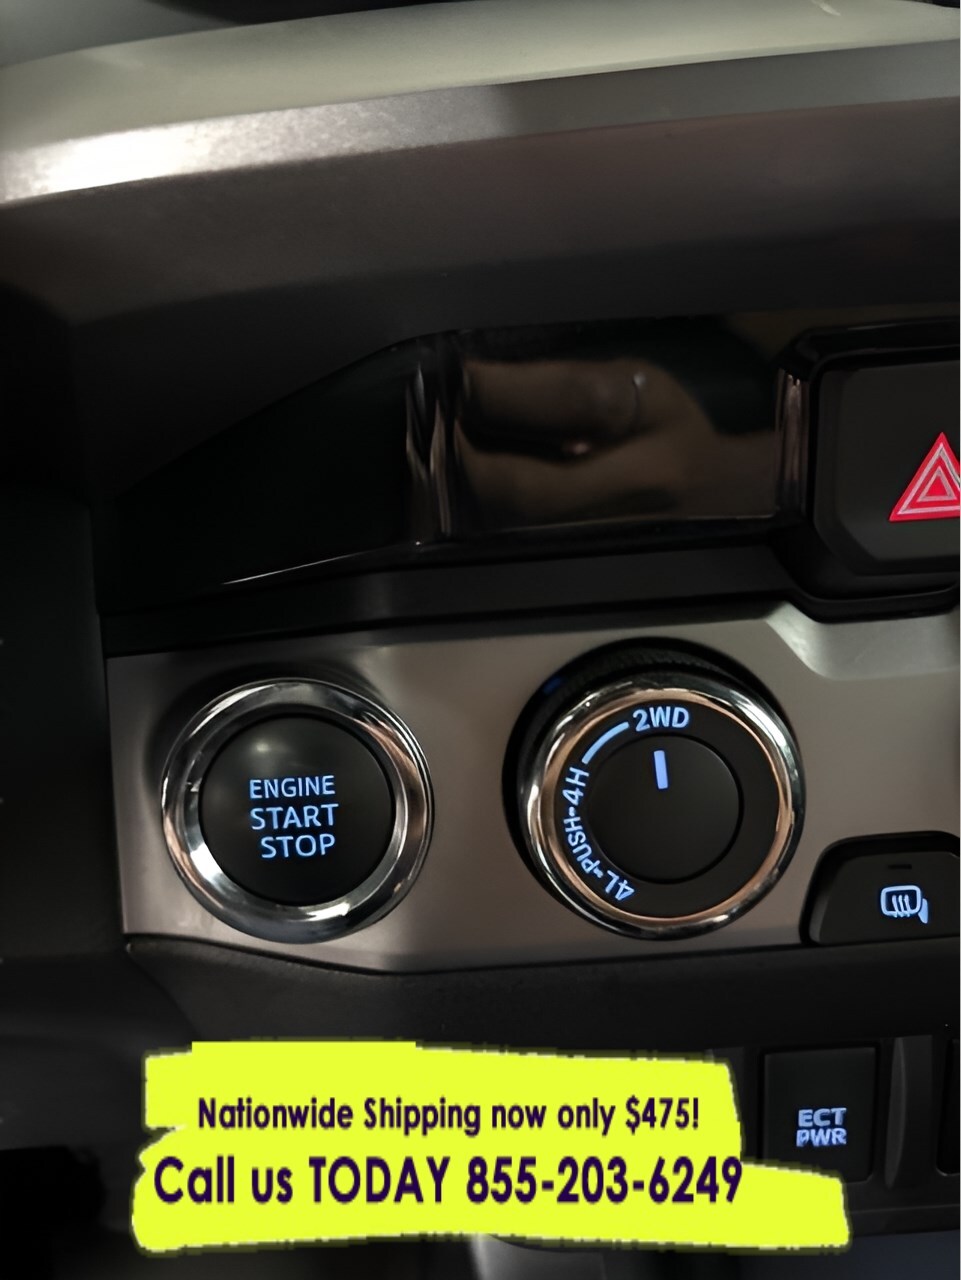 ENGINE
START
STOP
2WD
4L-PUSH-4H
ECT
PWR
Nationwide Shipping now only $475!
Call us TODAY 855-203-6249